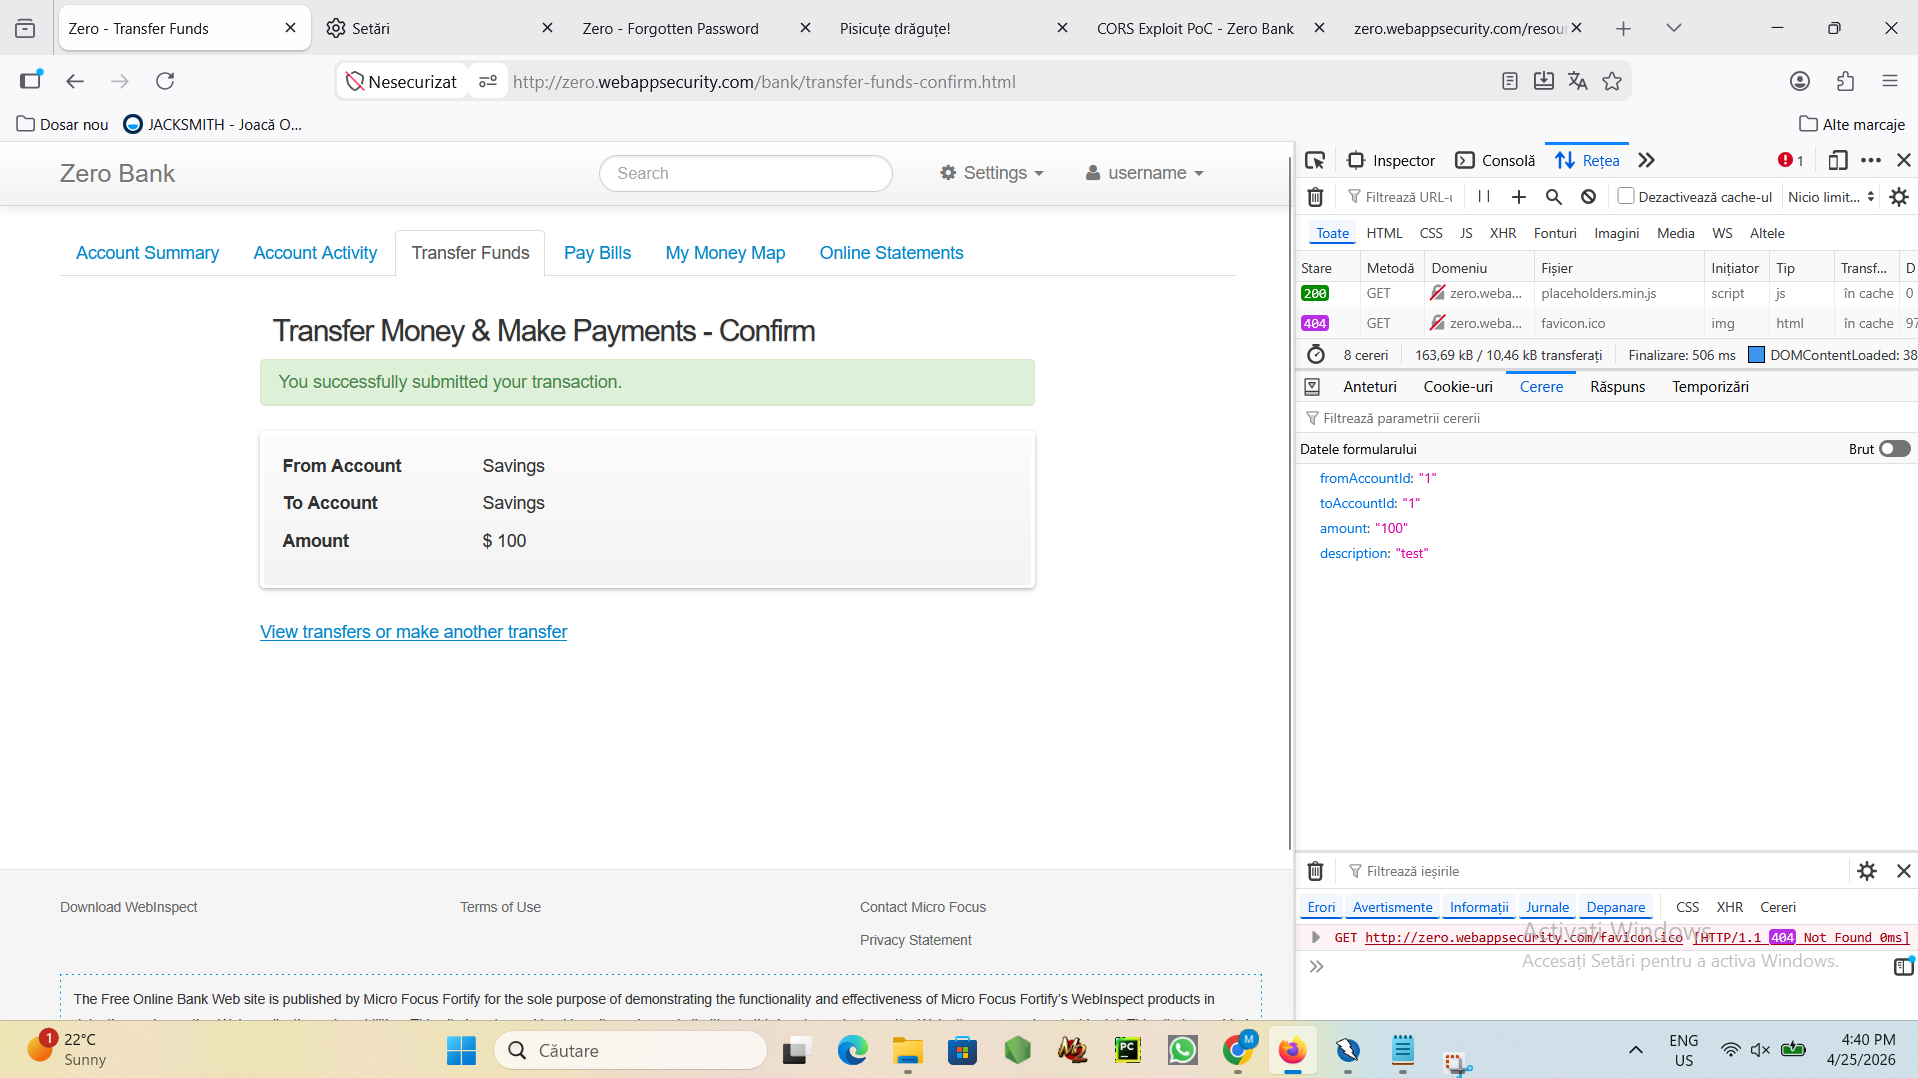 Zero - Transfer Funds
Setări
Zero - Forgotten Password
Pisicuțe drăguțe!
CORS Exploit PoC - Zero Bank
zero.webappsecurity.com/resou
Nesecurizat
http://zero.webappsecurity.com/bank/transfer-funds-confirm.html
Dosar nou
JACKSMITH - Joacă O...
Alte marcaje
Zero Bank
Search
Settings
username
Account Summary
Account Activity
Transfer Funds
Pay Bills
My Money Map
Online Statements
Transfer Money & Make Payments - Confirm
You successfully submitted your transaction.
From Account Savings
To Account Savings
Amount $ 100
View transfers or make another transfer
Download WebInspect
Terms of Use
Contact Micro Focus
Privacy Statement
The Free Online Bank Web site is published by Micro Focus Fortify for the sole purpose of demonstrating the functionality and effectiveness of Micro Focus Fortify's WebInspect products in
Inspector
Consolă
Rețea
1
Filtrează URL-u
Dezactivează cache-ul
Nicio limit...
Toate HTML CSS JS XHR Fonturi Imagini Media WS Altele
Stare Metodă Domeniu Fișier Inițiator Tip Transf... D
200 GET zero.weba... placeholders.min.js script js în cache 0
404 GET zero.weba... favicon.ico img html în cache 97
8 cereri 163,69 kB / 10,46 kB transferați Finalizare: 506 ms DOMContentLoaded: 38
Anteturi Cookie-uri Cerere Răspuns Temporizări
Filtrează parametrii cererii
Datele formularului
Brut
fromAccountId: "1"
toAccountId: "1"
amount: "100"
description: "test"
Filtrează ieșirile
Erori Avertismente Informații Jurnale Depanare CSS XHR Cereri
GET http://zero.webappsecurity.com/favicon.ico [HTTP/1.1 404 Not Found 0ms]
Activați Windows
Accesați Setări pentru a activa Windows.
1
22°C
Sunny
Căutare
PC
M
ENG
US
4:40 PM
4/25/2026